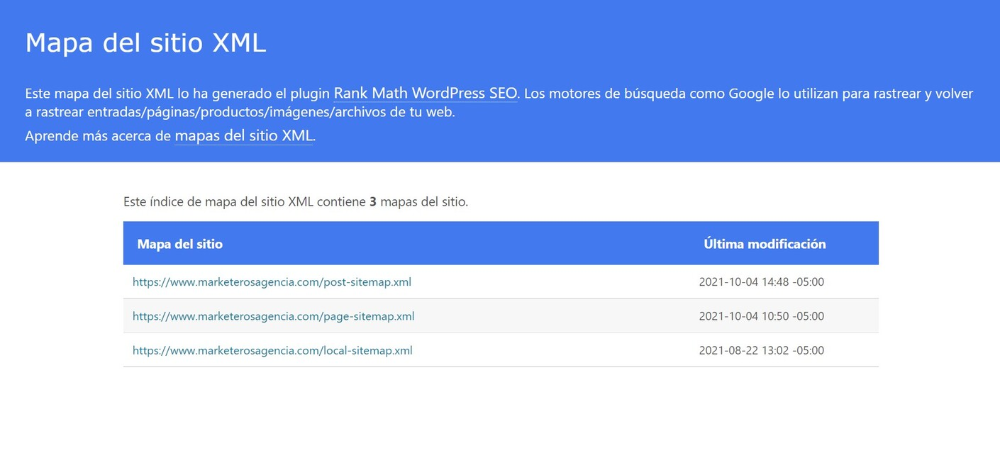 Mapa del sitio XML
Este mapa del sitio XML lo ha generado el plugin Rank Math WordPress SEO. Los motores de búsqueda como Google lo utilizan para rastrear y volver
a rastrear entradas/páginas/productos/imágenes/archivos de tu web.
Aprende más acerca de mapas del sitio XML.
Este índice de mapa del sitio XML contiene 3 mapas del sitio.
Mapa del sitio Última modificación
https://www.marketerosagencia.com/post-sitemap.xml 2021-10-04 14:48 -05:00
https://www.marketerosagencia.com/page-sitemap.xml 2021-10-04 10:50 -05:00
https://www.marketerosagencia.com/local-sitemap.xml 2021-08-22 13:02 -05:00